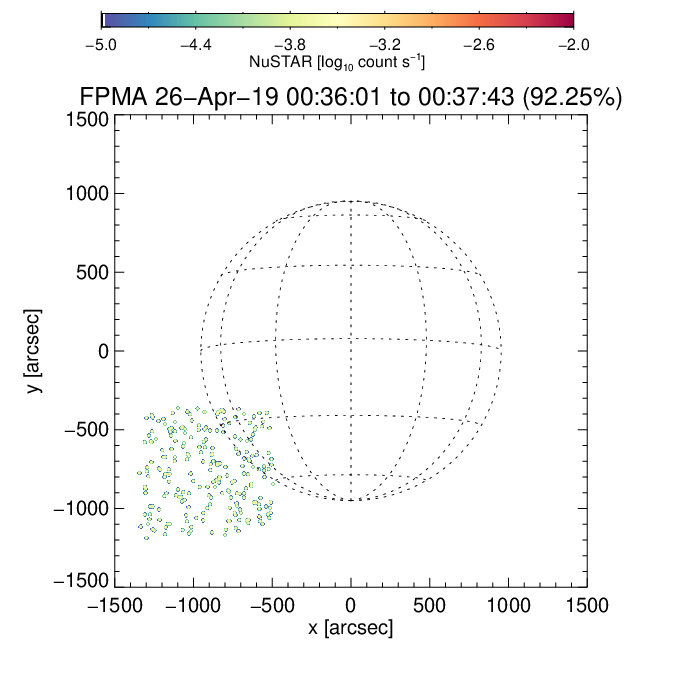 −5.0 −4.4 −3.8 −3.2 −2.6 −2.0
NuSTAR [log₁₀ count s⁻¹]
FPMA 26−Apr−19 00:36:01 to 00:37:43 (92.25%)
1500
1000
500
0
−500
−1000
−1500
y [arcsec]
−1500 −1000 −500 0 500 1000 1500
x [arcsec]